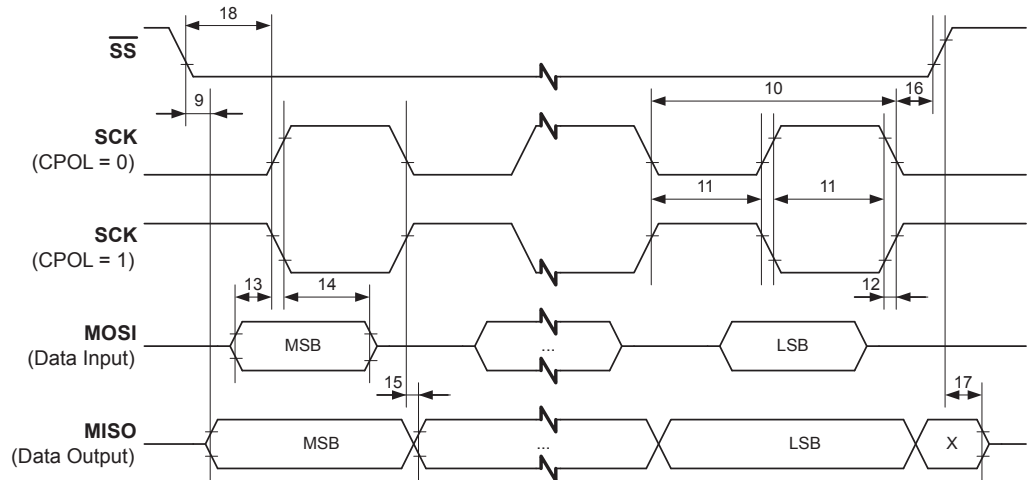 18
SS
9
10
16
SCK
(CPOL = 0)
11
11
SCK
(CPOL = 1)
13
14
12
MOSI
(Data Input)
MSB
...
LSB
15
17
MISO
(Data Output)
MSB
...
LSB
X